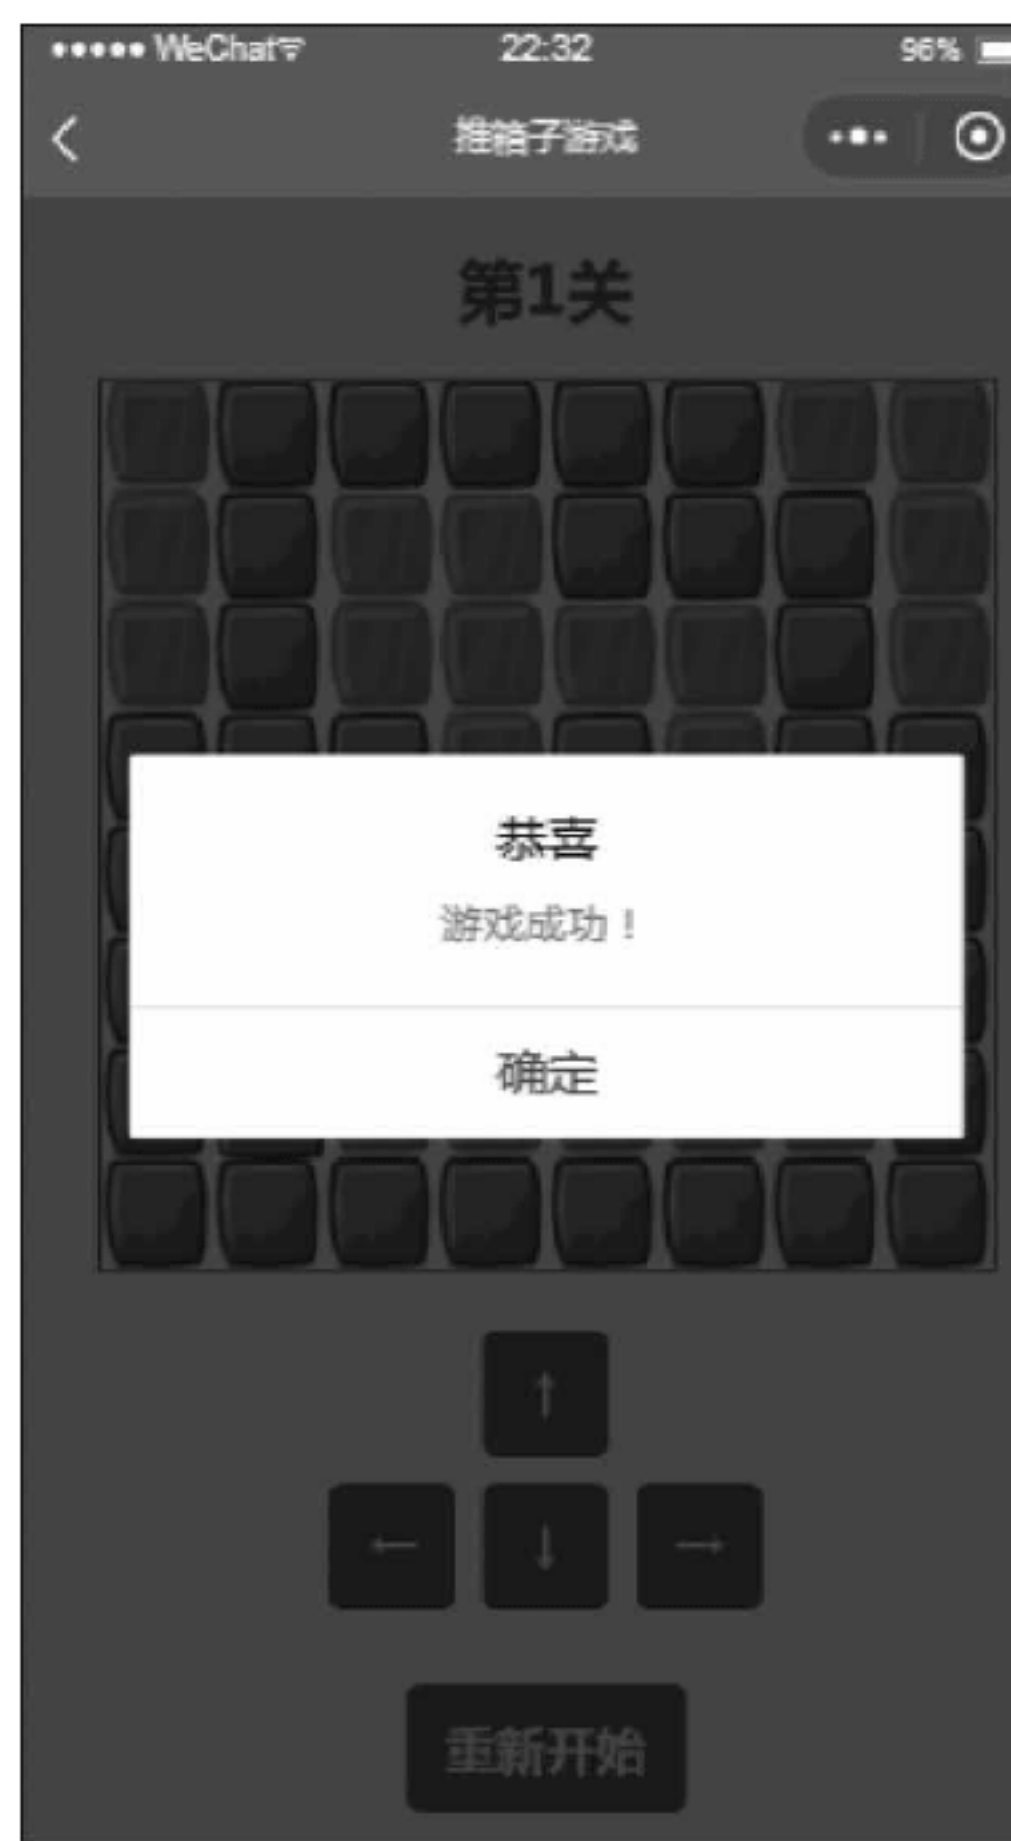 WeChat 22:32 96%
推箱子游戏
第1关
恭喜
游戏成功！
确定
↑
← ↓ →
重新开始